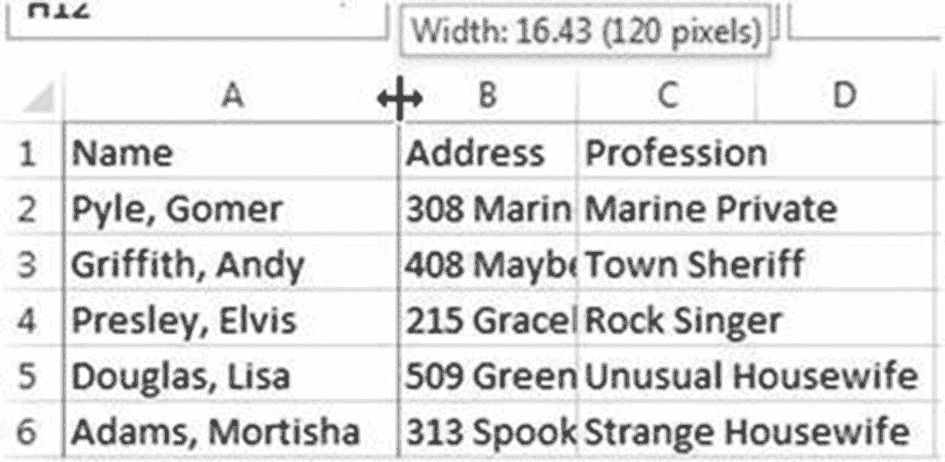 H12
Width: 16.43 (120 pixels)
A B C D
1 Name Address Profession
2 Pyle, Gomer 308 Marin Marine Private
3 Griffith, Andy 408 Maybe Town Sheriff
4 Presley, Elvis 215 Gracel Rock Singer
5 Douglas, Lisa 509 Green Unusual Housewife
6 Adams, Mortisha 313 Spook Strange Housewife